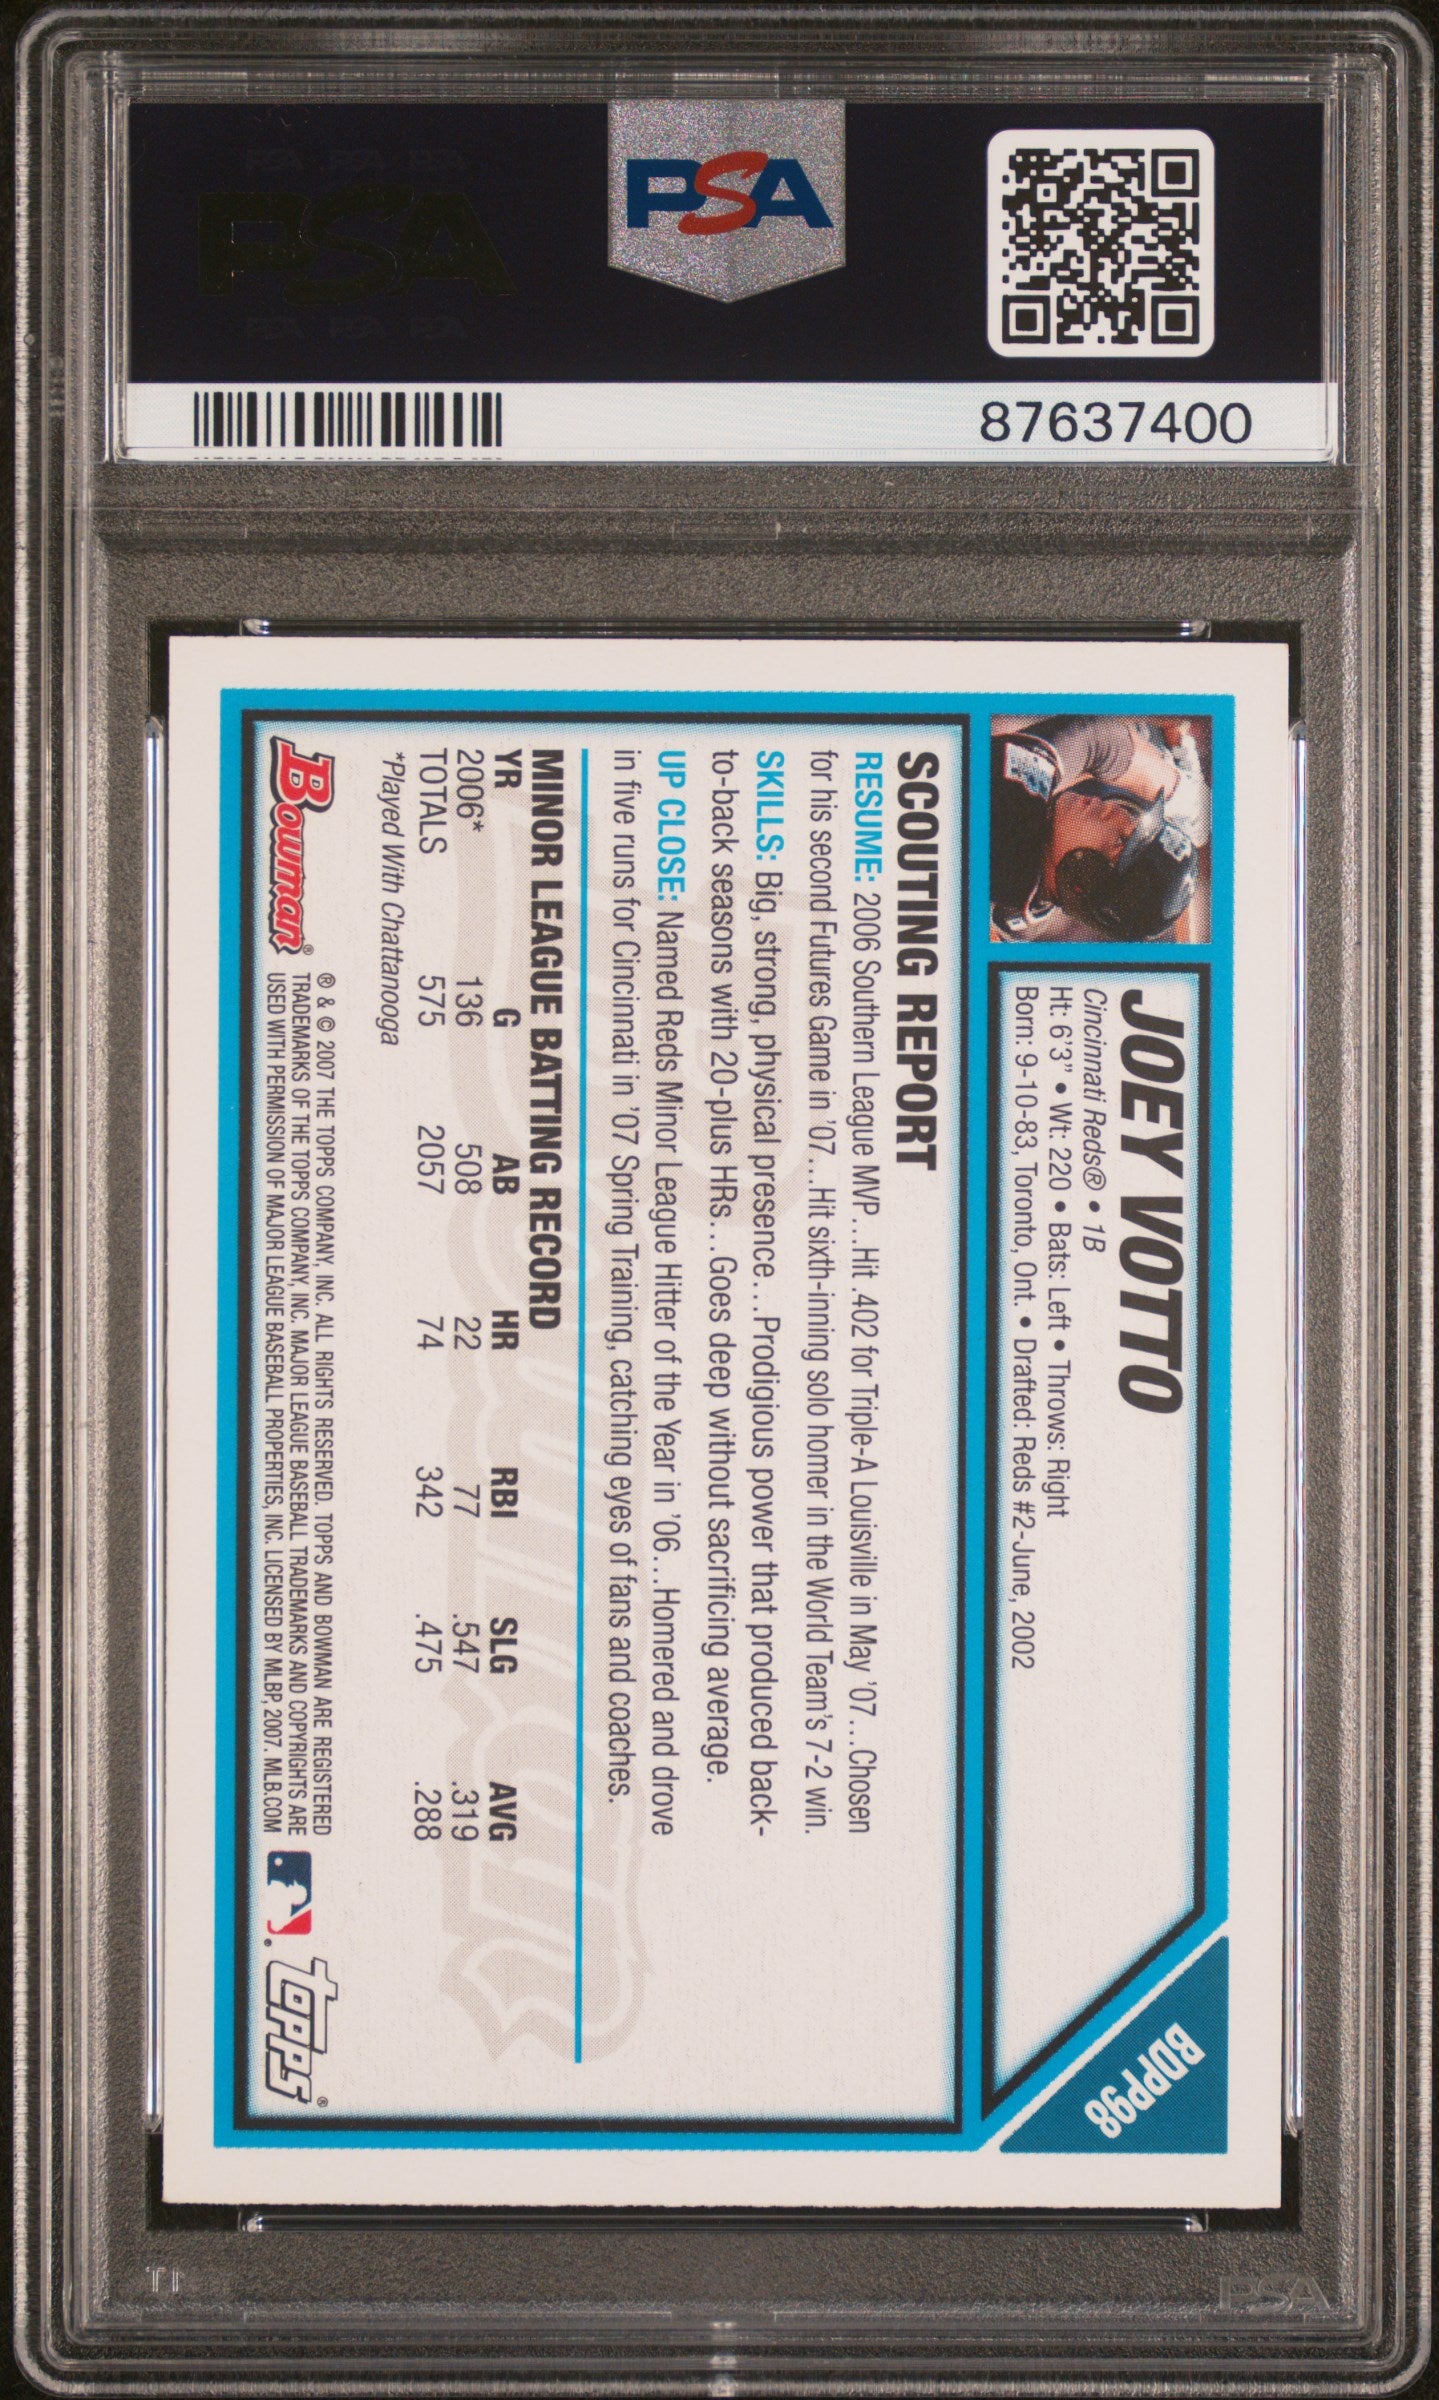 PSA
PSA
87637400
BDPP98
JOEY VOTTO
Cincinnati Reds® • 1B
Ht: 6'3" • Wt: 220 • Bats: Left • Throws: Right
Born: 9-10-83, Toronto, Ont. • Drafted: Reds #2-June, 2002
SCOUTING REPORT
RESUME: 2006 Southern League MVP...Hit .402 for Triple-A Louisville in May '07...Chosen
for his second Futures Game in '07...Hit sixth-inning solo homer in the World Team's 7-2 win.
SKILLS: Big, strong, physical presence...Prodigious power that produced back-
to-back seasons with 20-plus HRs...Goes deep without sacrificing average.
UP CLOSE: Named Reds Minor League Hitter of the Year in '06...Homered and drove
in five runs for Cincinnati in '07 Spring Training, catching eyes of fans and coaches.
MINOR LEAGUE BATTING RECORD
YR G AB HR RBI SLG AVG
2006* 136 508 22 77 .547 .319
TOTALS 575 2057 74 342 .475 .288
*Played With Chattanooga
Bowman®
® & © 2007 THE TOPPS COMPANY, INC. ALL RIGHTS RESERVED. TOPPS AND BOWMAN ARE REGISTERED
TRADEMARKS OF THE TOPPS COMPANY, INC. MAJOR LEAGUE BASEBALL TRADEMARKS AND COPYRIGHTS ARE
USED WITH PERMISSION OF MAJOR LEAGUE BASEBALL PROPERTIES, INC. LICENSED BY MLBP, 2007. MLB.COM
topps®
PSA